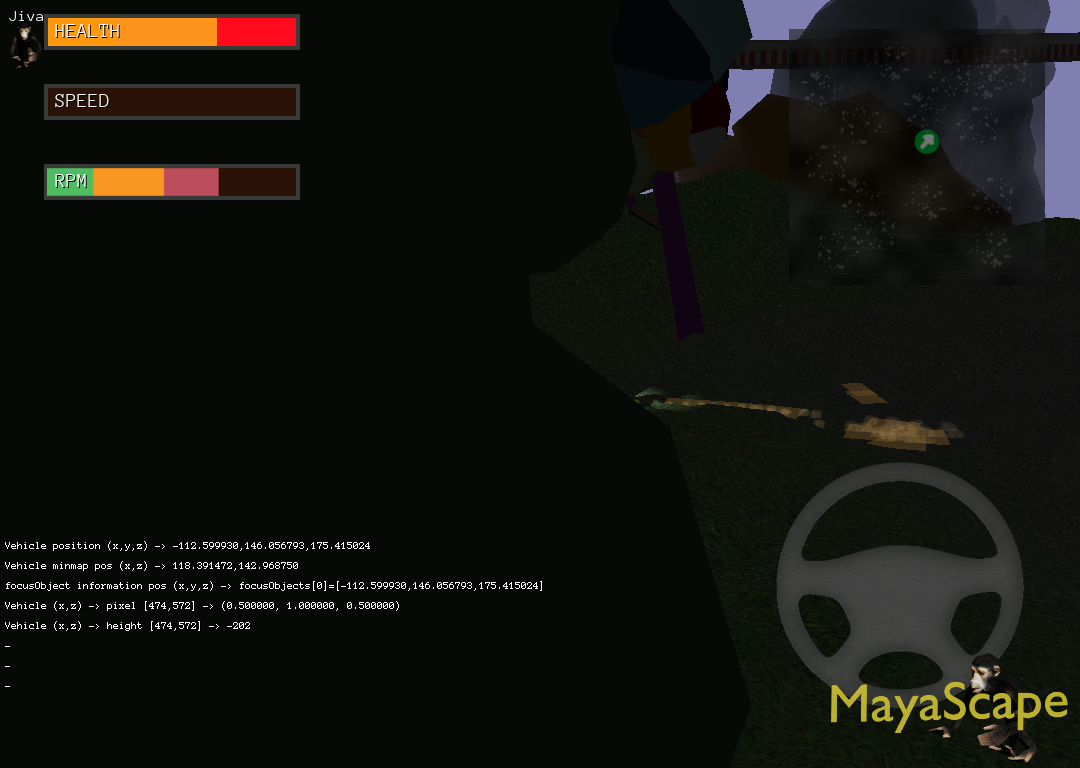 Jiva
HEALTH
SPEED
RPM
Vehicle position (x,y,z) -> -112.599930,146.056793,175.415024
Vehicle minmap pos (x,z) -> 118.391472,142.968750
focusObject information pos (x,y,z) -> focusObjects[0]=[-112.599930,146.056793,175.415024]
Vehicle (x,z) -> pixel [474,572] -> (0.500000, 1.000000, 0.500000)
Vehicle (x,z) -> height [474,572] -> -202
-
-
-
MayaScape